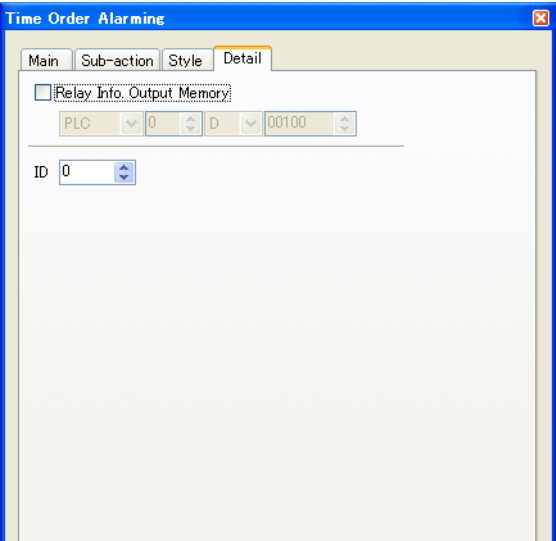 Time Order Alarming
Main Sub-action Style Detail
Relay Info. Output Memory
PLC 0 D 00100
ID 0